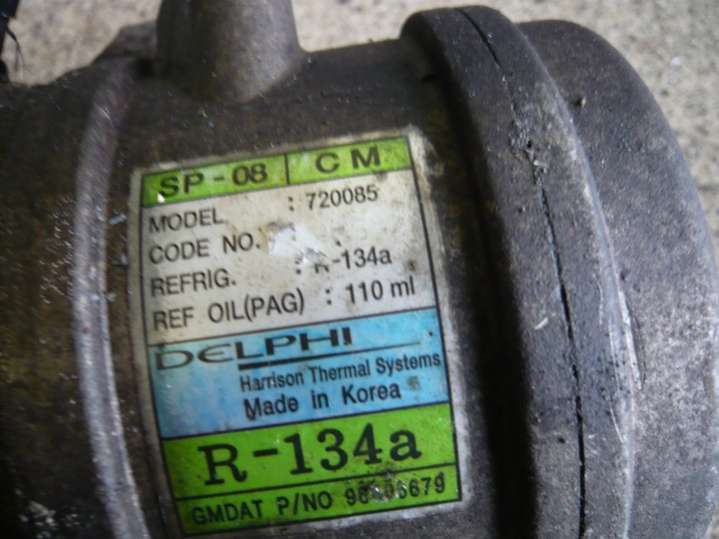 SP-08 CM
MODEL : 720085
CODE NO. :
REFRIG. : R-134a
REF OIL(PAG) : 110 ml
DELPHI
Harrison Thermal Systems
Made in Korea
R-134a
GMDAT P/NO